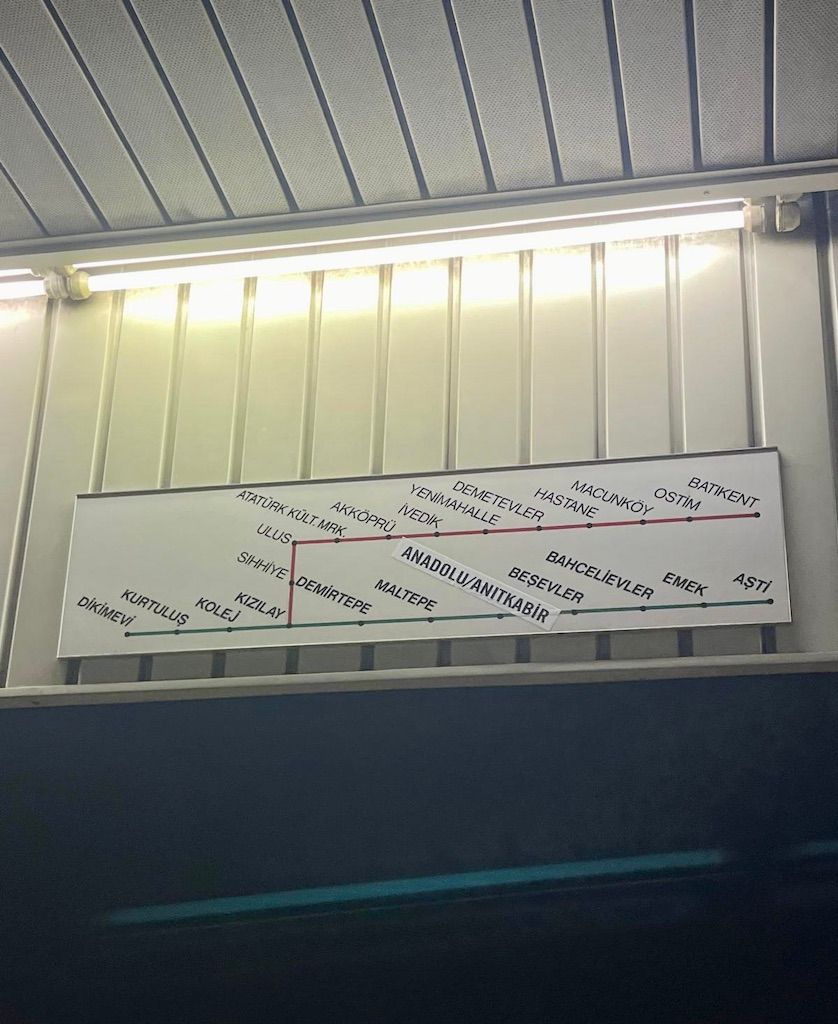 ATATÜRK KÜLT.MRK.
AKKÖPRÜ
İVEDİK
YENİMAHALLE
DEMETEVLER
HASTANE
MACUNKÖY
OSTİM
BATIKENT
ULUS
SIHHİYE
DİKİMEVİ
KURTULUŞ
KOLEJ
KIZILAY
DEMİRTEPE
MALTEPE
ANADOLU/ANITKABİR
BEŞEVLER
BAHCELİEVLER
EMEK
AŞTİ